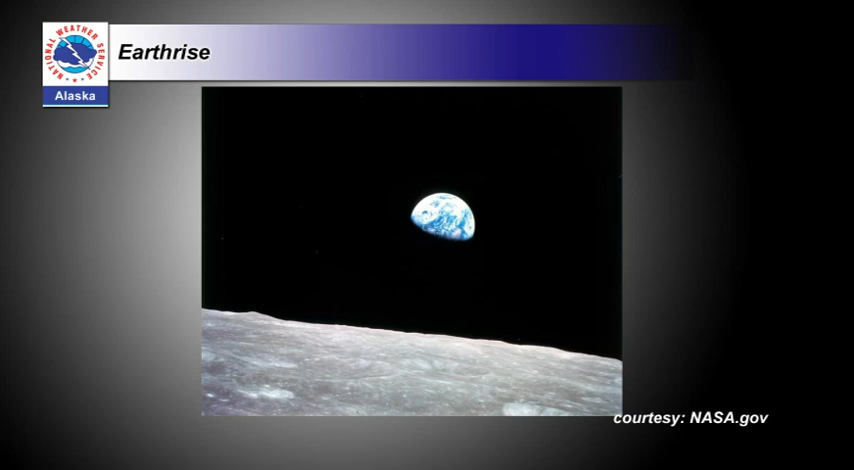 NATIONAL WEATHER SERVICE
Alaska
Earthrise
courtesy: NASA.gov